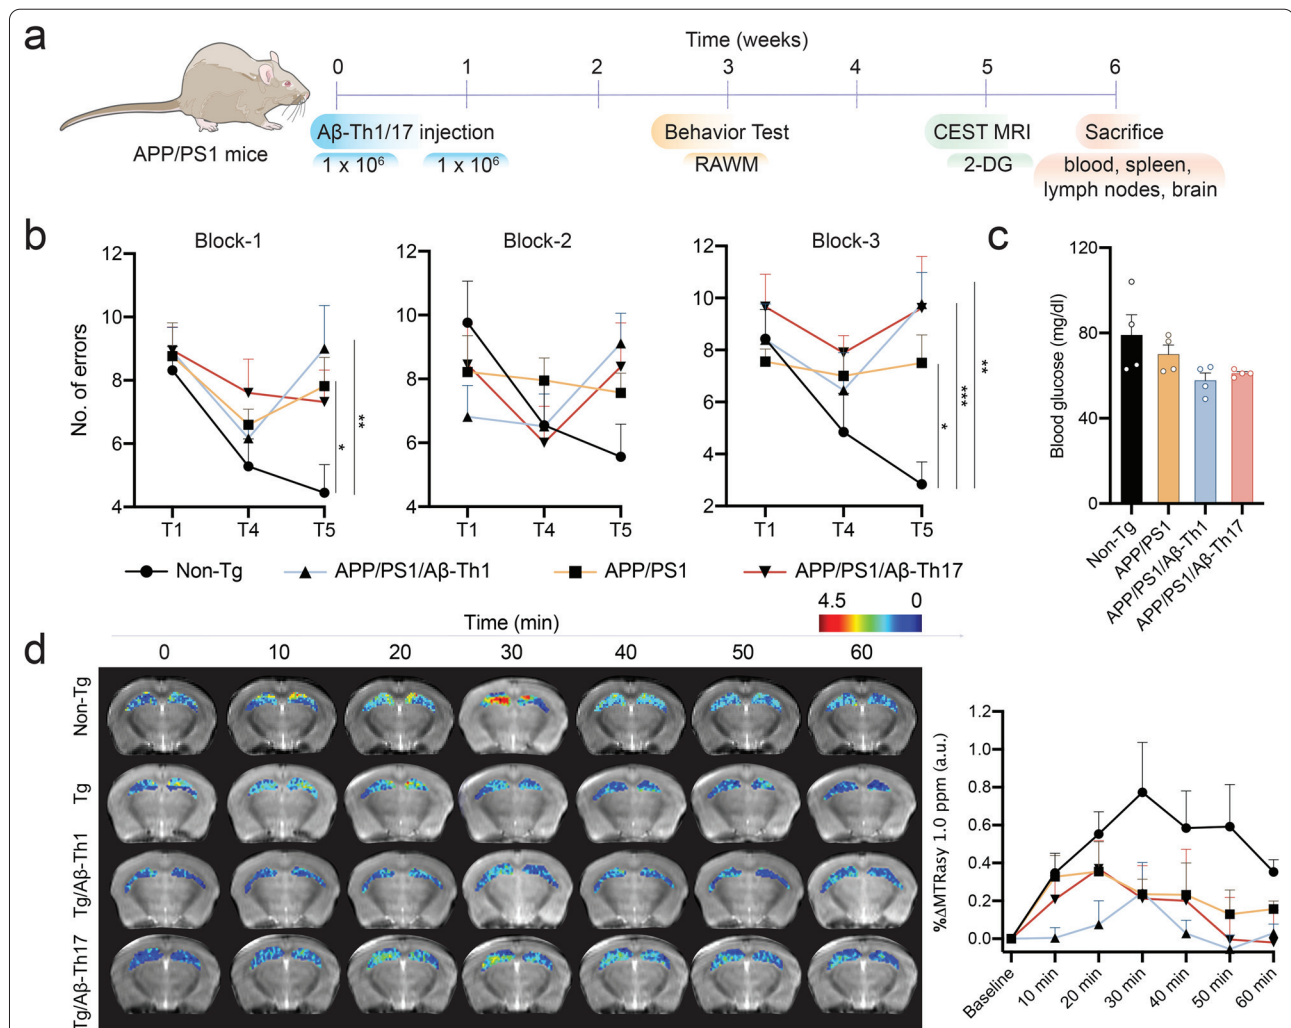 a
Time (weeks)
0 1 2 3 4 5 6
Aβ-Th1/17 injection
1 x 10⁶ 1 x 10⁶
Behavior Test
RAWM
CEST MRI
2-DG
Sacrifice
blood, spleen,
lymph nodes, brain
APP/PS1 mice
b
Block-1
No. of errors
12
10
8
6
4
T1 T4 T5
*
**
Block-2
12
10
8
6
4
T1 T4 T5
Block-3
12
10
8
6
4
2
T1 T4 T5
*
***
**
Non-Tg APP/PS1/Aβ-Th1 APP/PS1 APP/PS1/Aβ-Th17
c
Blood glucose (mg/dl)
120
80
60
0
Non-Tg
APP/PS1
APP/PS1/Aβ-Th1
APP/PS1/Aβ-Th17
d
Time (min)
4.5 0
0 10 20 30 40 50 60
Non-Tg
Tg
Tg/Aβ-Th1
Tg/Aβ-Th17
%ΔMTRasy 1.0 ppm (a.u.)
1.2
1.0
0.8
0.6
0.4
0.2
0.0
Baseline
10 min
20 min
30 min
40 min
50 min
60 min